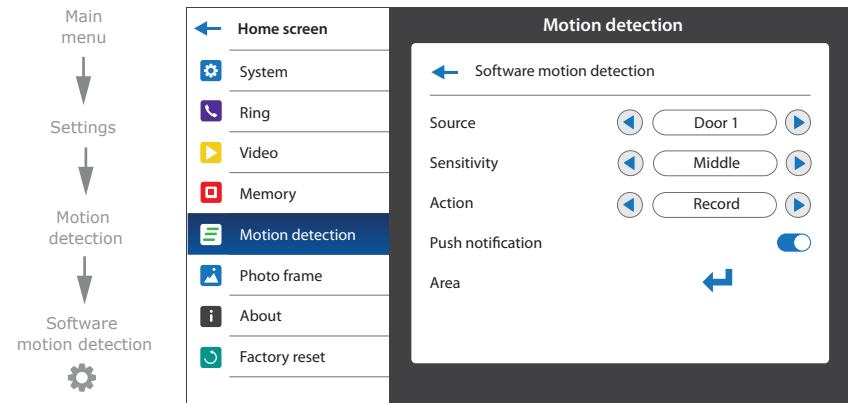 Main
menu
Settings
Motion
detection
Software
motion detection
Home screen
System
Ring
Video
Memory
Motion detection
Photo frame
About
Factory reset
Motion detection
Software motion detection
Source Door 1
Sensitivity Middle
Action Record
Push notification
Area